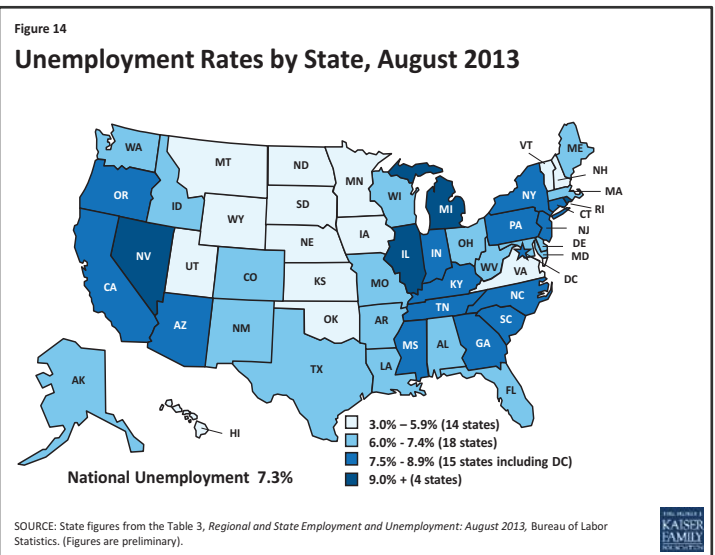 Figure 14
Unemployment Rates by State, August 2013
WA
MT
ND
MN
VT
ME
NH
MA
RI
CT
NJ
DE
MD
DC
OR
ID
WY
SD
WI
MI
NY
NE
IA
PA
NV
UT
CO
IL
IN
OH
WV
VA
CA
KS
MO
KY
NC
TN
AZ
NM
OK
AR
SC
MS
AL
GA
TX
LA
AK
FL
HI
3.0% – 5.9% (14 states)
6.0% - 7.4% (18 states)
7.5% - 8.9% (15 states including DC)
9.0% + (4 states)
National Unemployment 7.3%
SOURCE: State figures from the Table 3, Regional and State Employment and Unemployment: August 2013, Bureau of Labor
Statistics. (Figures are preliminary).
THE HENRY J.
KAISER
FAMILY
FOUNDATION